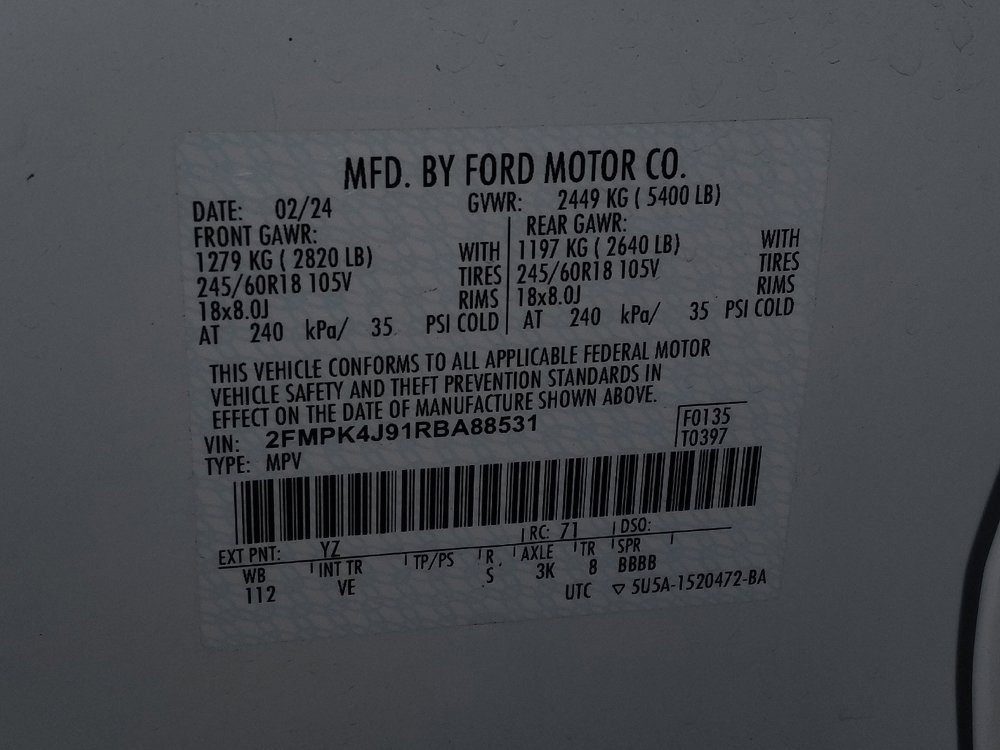 MFD. BY FORD MOTOR CO.
DATE: 02/24 GVWR: 2449 KG ( 5400 LB)
FRONT GAWR: REAR GAWR:
1279 KG ( 2820 LB) WITH 1197 KG ( 2640 LB) WITH
245/60R18 105V TIRES 245/60R18 105V TIRES
18x8.0J RIMS 18x8.0J RIMS
AT 240 kPa/ 35 PSI COLD AT 240 kPa/ 35 PSI COLD
THIS VEHICLE CONFORMS TO ALL APPLICABLE FEDERAL MOTOR
VEHICLE SAFETY AND THEFT PREVENTION STANDARDS IN
EFFECT ON THE DATE OF MANUFACTURE SHOWN ABOVE.
VIN: 2FMPK4J91RBA88531 F0135
TYPE: MPV T0397
EXT PNT: YZ RC: 71 DSO:
WB INT TR TP/PS R AXLE TR SPR
112 VE S 3K 8 BBBB
UTC ▽ 5U5A-1520472-BA